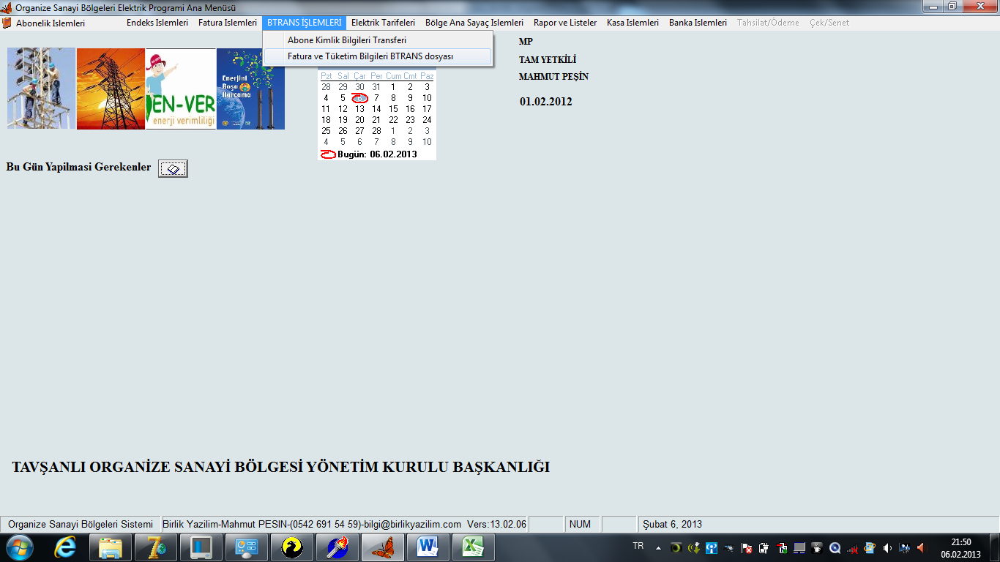 Organize Sanayi Bölgeleri Elektrik Programi Ana Menüsü
Abonelik Islemleri Endeks Islemleri Fatura Islemleri BTRANS İŞLEMLERİ Elektrik Tarifeleri Bölge Ana Sayaç Islemleri Rapor ve Listeler Kasa Islemleri Banka Islemleri Tahsilat/Ödeme Çek/Senet
Abone Kimlik Bilgileri Transferi
Fatura ve Tüketim Bilgileri BTRANS dosyası
MP
TAM YETKİLİ
MAHMUT PEŞİN
01.02.2012
EN-VER
enerji verimliliği
Enerjini
Boşa
Harcama
Pzt Sal Çar Per Cum Cmt Paz
28 29 30 31 1 2 3
4 5 6 7 8 9 10
11 12 13 14 15 16 17
18 19 20 21 22 23 24
25 26 27 28 1 2 3
4 5 6 7 8 9 10
Bugün: 06.02.2013
Bu Gün Yapilmasi Gerekenler
TAVŞANLI ORGANİZE SANAYİ BÖLGESİ YÖNETİM KURULU BAŞKANLIĞI
Organize Sanayi Bölgeleri Sistemi Birlik Yazilim-Mahmut PESIN-(0542 691 54 59)-bilgi@birlikyazilim.com Vers:13.02.06 NUM Şubat 6, 2013
TR
21:50
06.02.2013